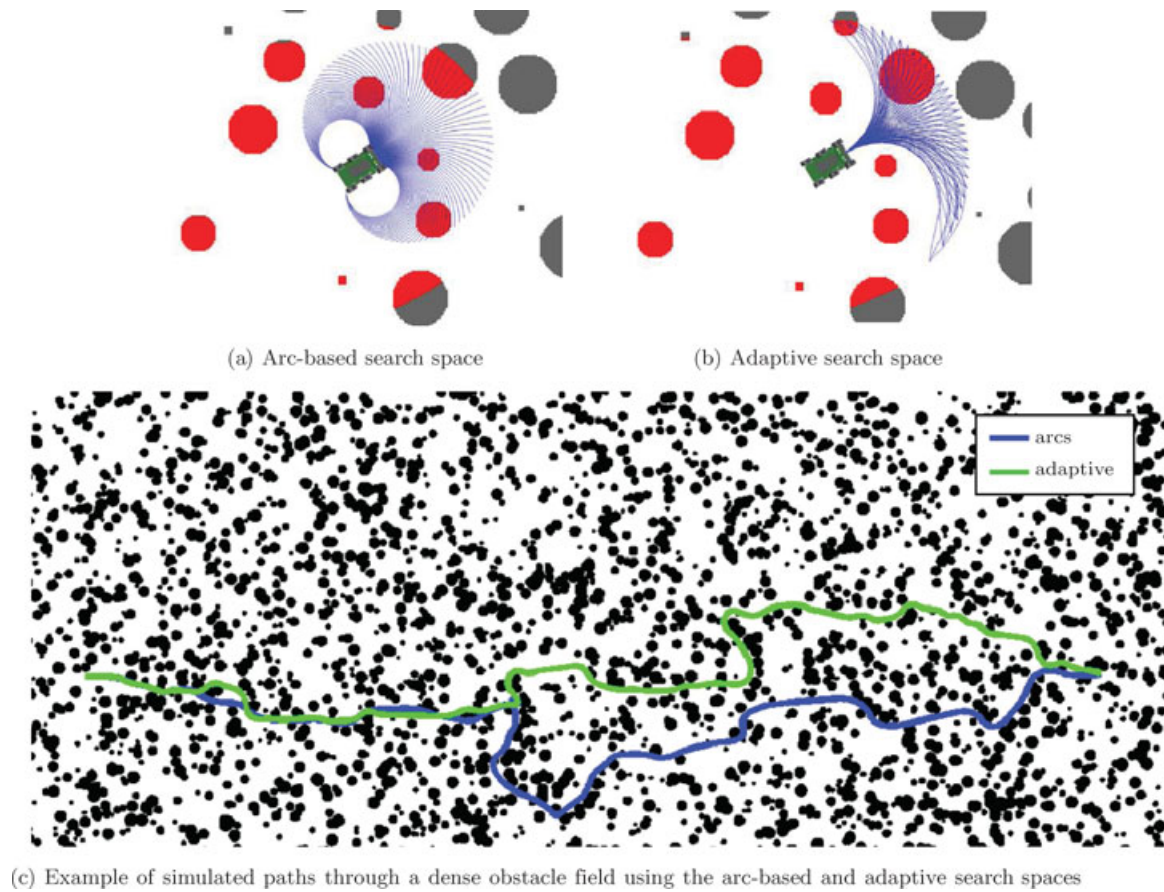 (a) Arc-based search space
(b) Adaptive search space
arcs
adaptive
(c) Example of simulated paths through a dense obstacle field using the arc-based and adaptive search spaces